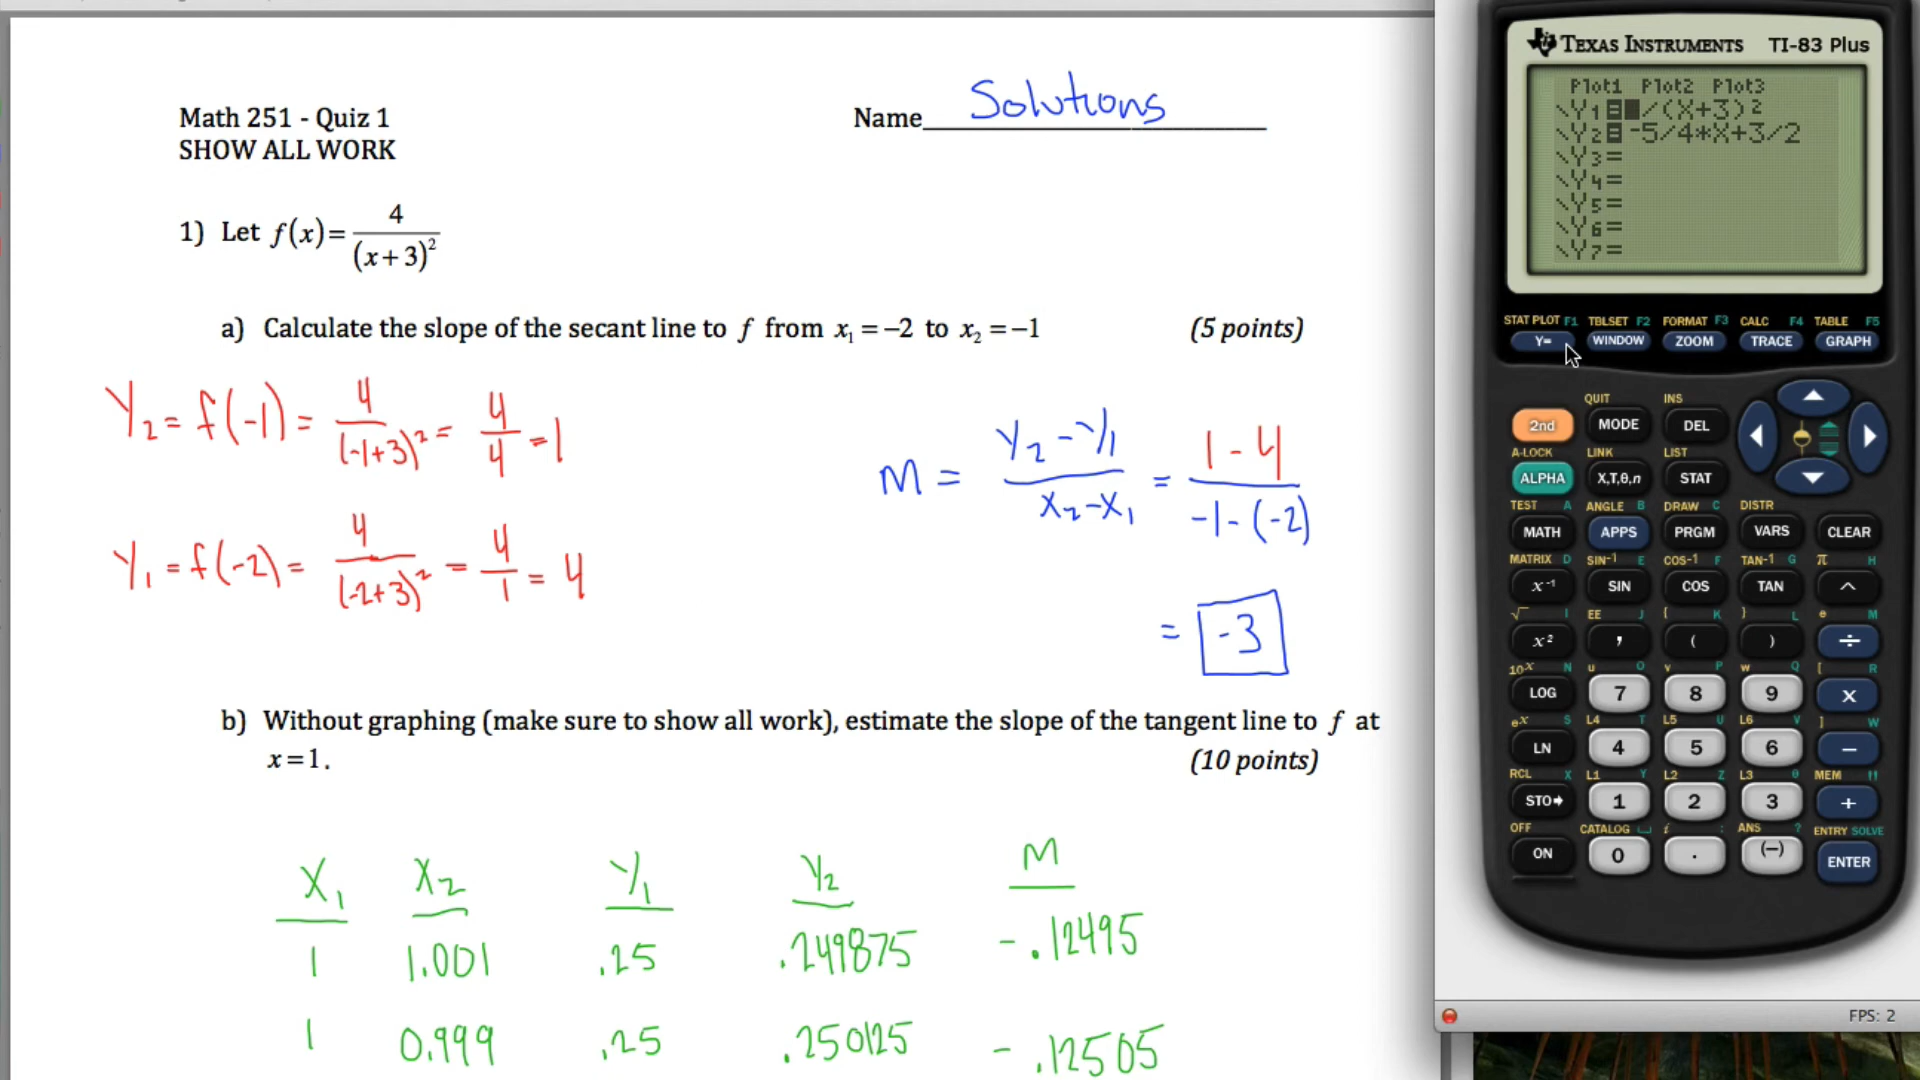 Math 251 - Quiz 1
SHOW ALL WORK
Name Solutions
1) Let f(x)= 4/(x+3)²
a) Calculate the slope of the secant line to f from x₁ = –2 to x₂ = –1 (5 points)
Y₂ = f(-1) = 4/(-1+3)² = 4/4 = 1
Y₁ = f(-2) = 4/(-2+3)² = 4/1 = 4
M = Y₂-Y₁/X₂-X₁ = 1-4/-1-(-2)
= -3
b) Without graphing (make sure to show all work), estimate the slope of the tangent line to f at
x = 1. (10 points)
X₁ X₂ Y₁ Y₂ M
1 1.001 .25 .249875 -.12495
1 0.999 .25 .250125 -.12505
TEXAS INSTRUMENTS TI-83 Plus
Plot1 Plot2 Plot3
\Y₁= /(X+3)²
\Y₂=-5/4*X+3/2
\Y₃=
\Y₄=
\Y₅=
\Y₆=
\Y₇=
STAT PLOT F1 TBLSET F2 FORMAT F3 CALC F4 TABLE F5
Y= WINDOW ZOOM TRACE GRAPH
QUIT INS
2nd MODE DEL
A-LOCK LINK LIST
ALPHA X,T,θ,n STAT
TEST A ANGLE B DRAW C DISTR
MATH APPS PRGM VARS CLEAR
MATRIX D SIN⁻¹ E COS⁻¹ F TAN⁻¹ G π H
x⁻¹ SIN COS TAN ^
√ I EE J { K } L e M
x² , ( ) ÷
10ˣ N u O v P w Q [ R
LOG 7 8 9 x
eˣ S L4 T L5 U L6 V ] W
LN 4 5 6 –
RCL X L1 Y L2 Z L3 θ MEM "
STO➔ 1 2 3 +
OFF CATALOG ⎵ i : ANS ? ENTRY SOLVE
ON 0 . (–) ENTER
FPS: 2